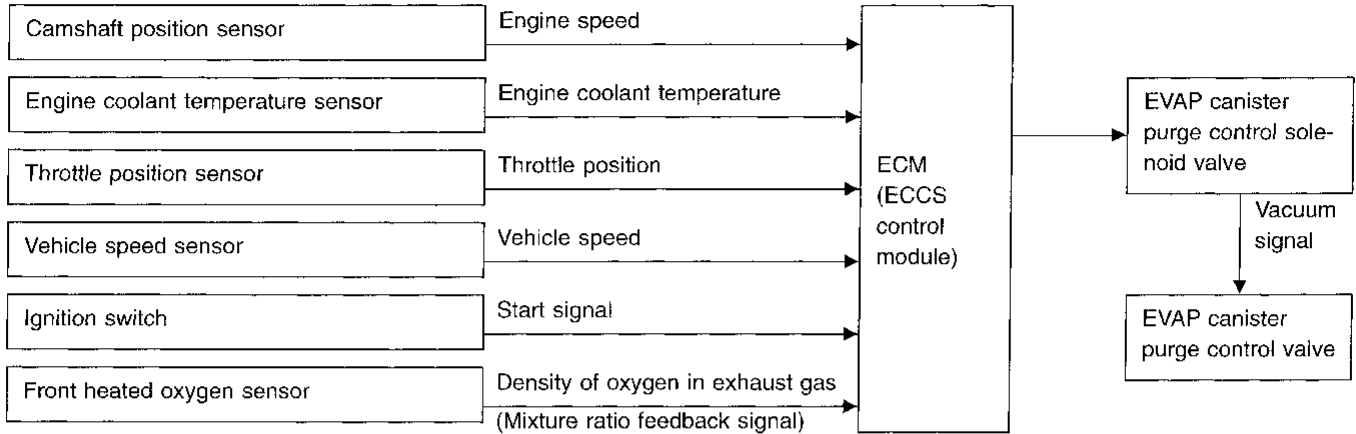 Camshaft position sensor
Engine speed
Engine coolant temperature sensor
Engine coolant temperature
Throttle position sensor
Throttle position
Vehicle speed sensor
Vehicle speed
Ignition switch
Start signal
Front heated oxygen sensor
Density of oxygen in exhaust gas
(Mixture ratio feedback signal)
ECM
(ECCS
control
module)
EVAP canister
purge control sole-
noid valve
Vacuum
signal
EVAP canister
purge control valve